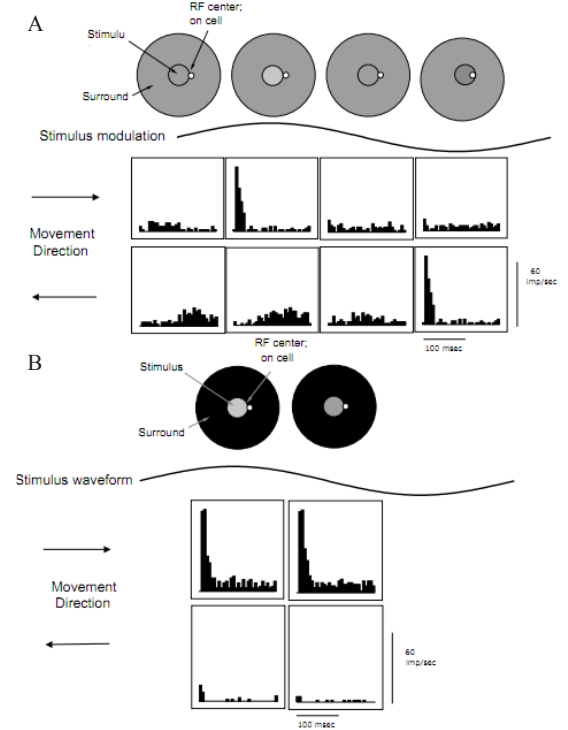 A
RF center;
on cell
Stimulu
Surround
Stimulus modulation
Movement
Direction
60
Imp/sec
100 msec
B
RF center;
on cell
Stimulus
Surround
Stimulus waveform
Movement
Direction
60
Imp/sec
100 msec